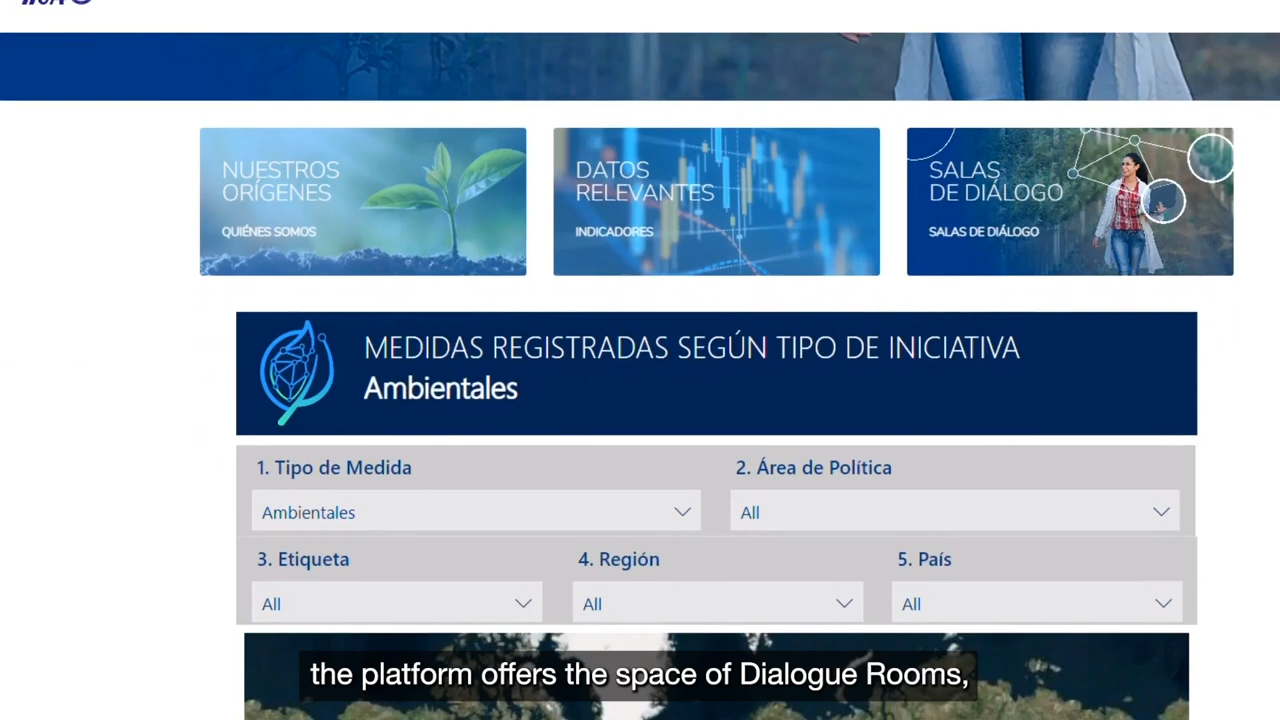 NUESTROS
ORÍGENES
QUIÉNES SOMOS
DATOS
RELEVANTES
INDICADORES
SALAS
DE DIÁLOGO
SALAS DE DIÁLOGO
MEDIDAS REGISTRADAS SEGÚN TIPO DE INICIATIVA
Ambientales
1. Tipo de Medida
2. Área de Política
Ambientales
All
3. Etiqueta
4. Región
5. País
All
All
All
the platform offers the space of Dialogue Rooms,